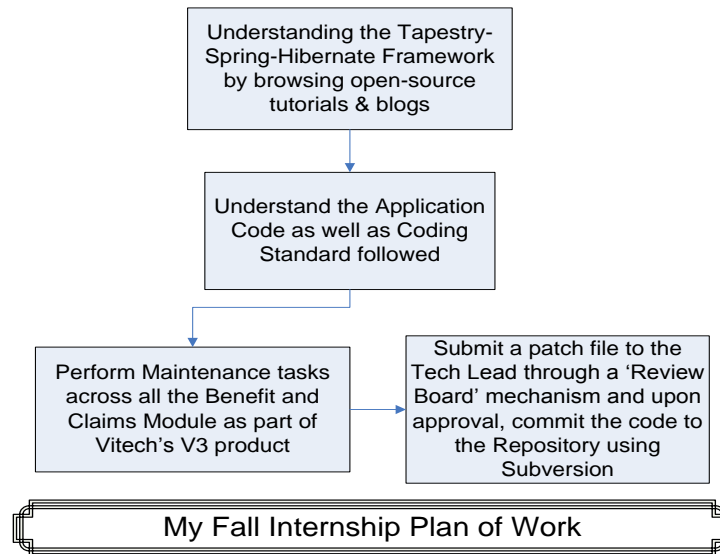 Understanding the Tapestry-
Spring-Hibernate Framework
by browsing open-source
tutorials & blogs
Understand the Application
Code as well as Coding
Standard followed
Perform Maintenance tasks
across all the Benefit and
Claims Module as part of
Vitech's V3 product
Submit a patch file to the
Tech Lead through a ‘Review
Board’ mechanism and upon
approval, commit the code to
the Repository using
Subversion
My Fall Internship Plan of Work